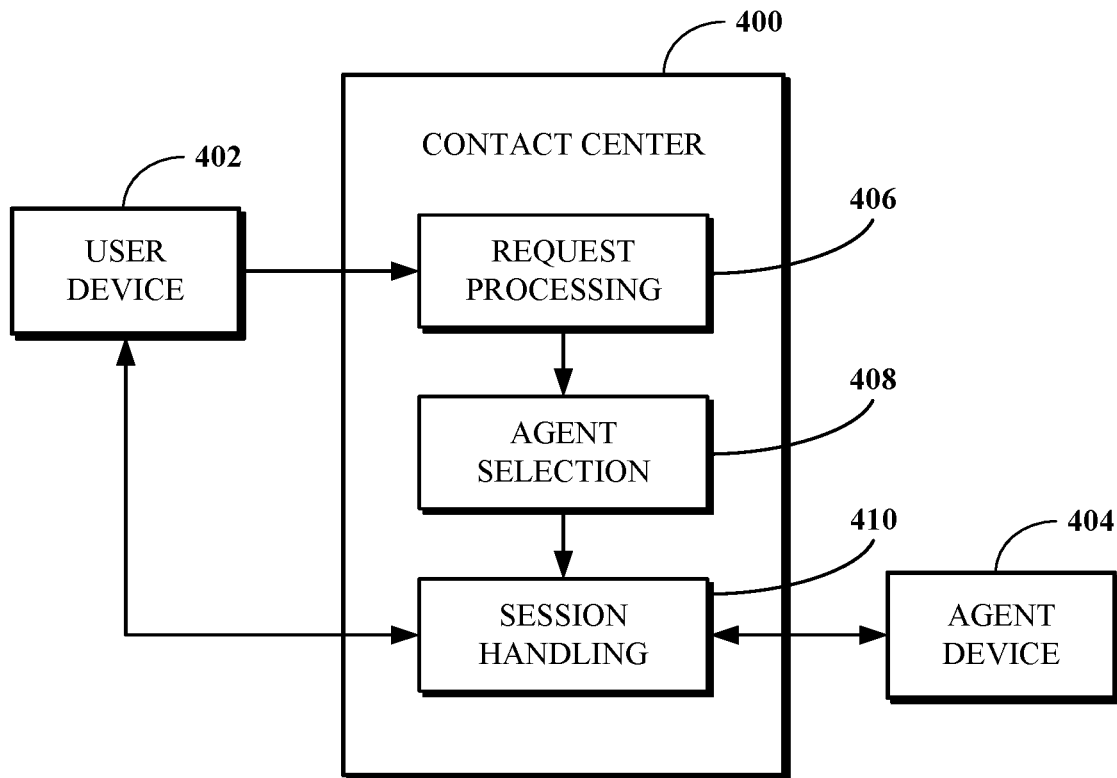 400
CONTACT CENTER
402
USER
DEVICE
406
REQUEST
PROCESSING
408
AGENT
SELECTION
410
SESSION
HANDLING
404
AGENT
DEVICE